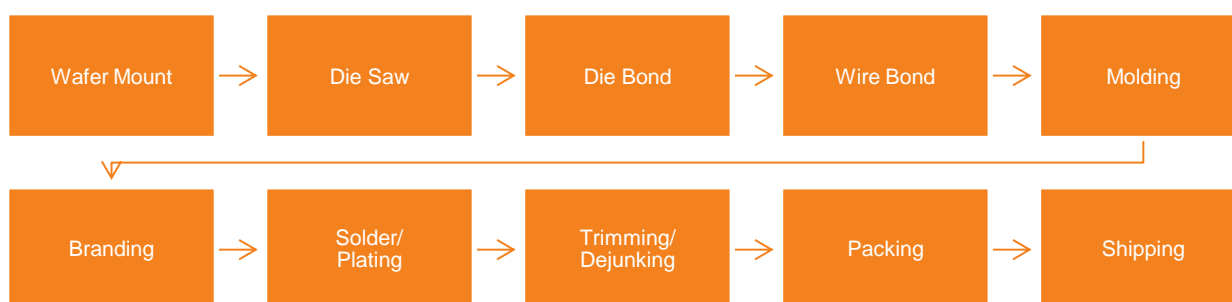 Wafer Mount
Die Saw
Die Bond
Wire Bond
Molding
Branding
Solder/
Plating
Trimming/
Dejunking
Packing
Shipping